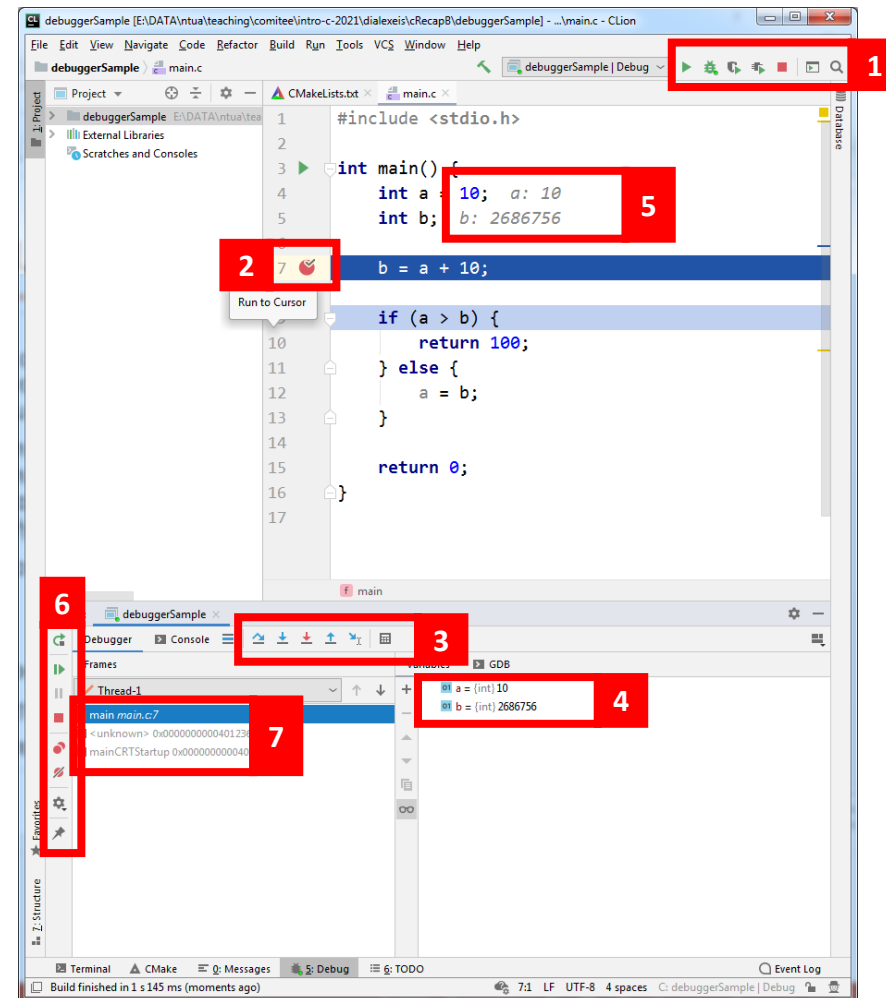 debuggerSample [E:\DATA\ntua\teaching\comitee\intro-c-2021\dialexeis\cRecapB\debuggerSample] - ...\main.c - CLion
File Edit View Navigate Code Refactor Build Run Tools VCS Window Help
debuggerSample main.c debuggerSample | Debug 1
1: Project
Project
CMakeLists.txt
main.c
Database
debuggerSample E:\DATA\ntua\tea
External Libraries
Scratches and Consoles
1 #include <stdio.h>
2
3 int main() {
4 int a = 10; a: 10
5 int b; b: 2686756
5
6
2
7 b = a + 10;
Run to Cursor
if (a > b) {
10 return 100;
11 } else {
12 a = b;
13 }
14
15 return 0;
16 }
17
f main
6
debuggerSample
Debugger Console 3
Frames Variables GDB
Thread-1
a = {int} 10
b = {int} 2686756
4
main main.c:7
<unknown> 0x000000000401236
mainCRTStartup 0x000000000040
7
Favorites
7: Structure
Terminal CMake 0: Messages 5: Debug 6: TODO Event Log
Build finished in 1 s 145 ms (moments ago) 7:1 LF UTF-8 4 spaces C: debuggerSample | Debug